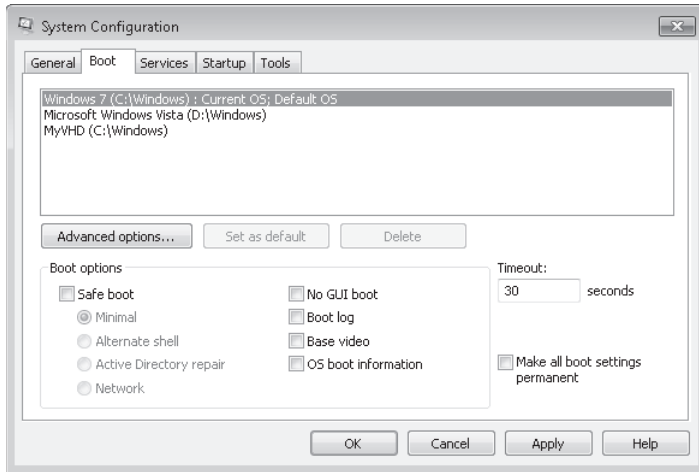 System Configuration
General Boot Services Startup Tools
Windows 7 (C:\Windows) : Current OS; Default OS
Microsoft Windows Vista (D:\Windows)
MyVHD (C:\Windows)
Advanced options... Set as default Delete
Boot options Timeout:
Safe boot No GUI boot 30 seconds
Minimal Boot log
Alternate shell Base video
Active Directory repair OS boot information Make all boot settings
permanent
Network
OK Cancel Apply Help